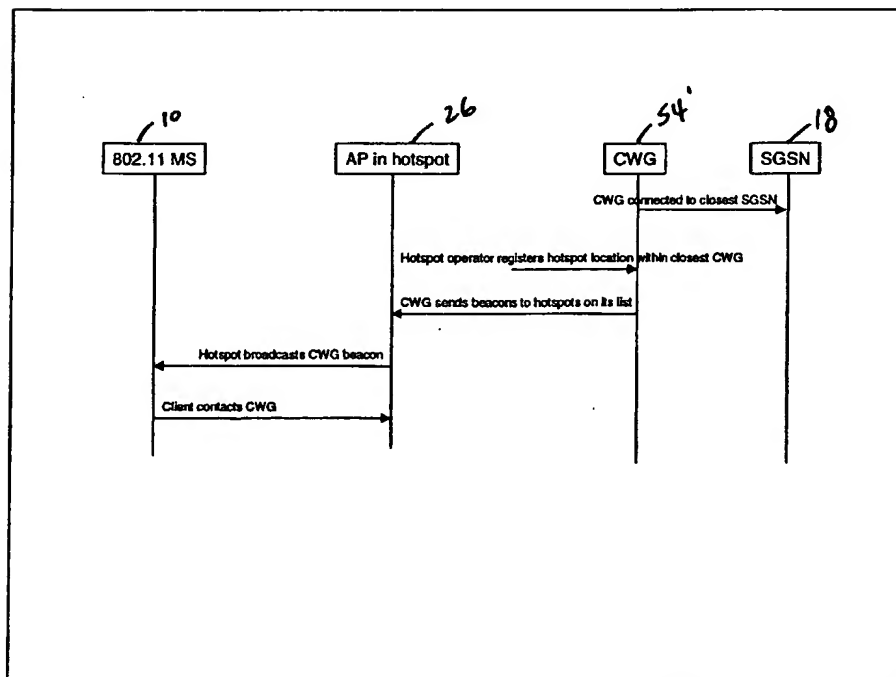 10
26
54'
18
802.11 MS
AP in hotspot
CWG
SGSN
CWG connected to closest SGSN
Hotspot operator registers hotspot location within closest CWG
CWG sends beacons to hotspots on its list
Hotspot broadcasts CWG beacon
Client contacts CWG